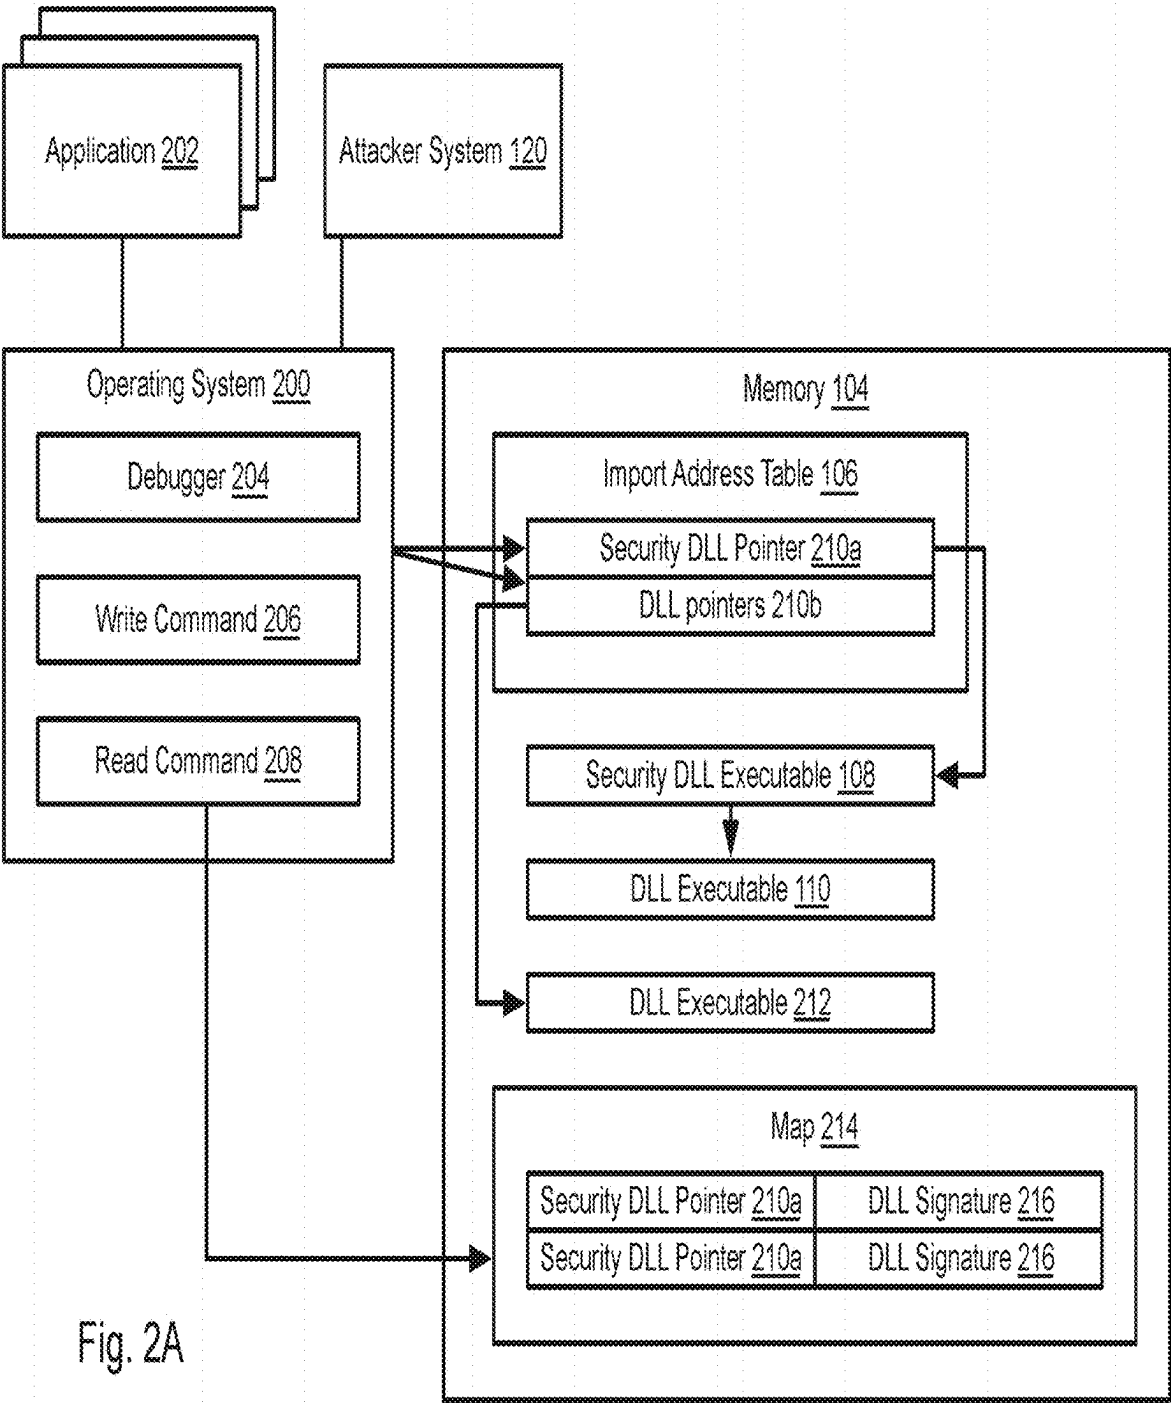 Application 202
Attacker System 120
Operating System 200
Debugger 204
Write Command 206
Read Command 208
Memory 104
Import Address Table 106
Security DLL Pointer 210a
DLL pointers 210b
Security DLL Executable 108
DLL Executable 110
DLL Executable 212
Map 214
Security DLL Pointer 210a DLL Signature 216
Security DLL Pointer 210a DLL Signature 216
Fig. 2A